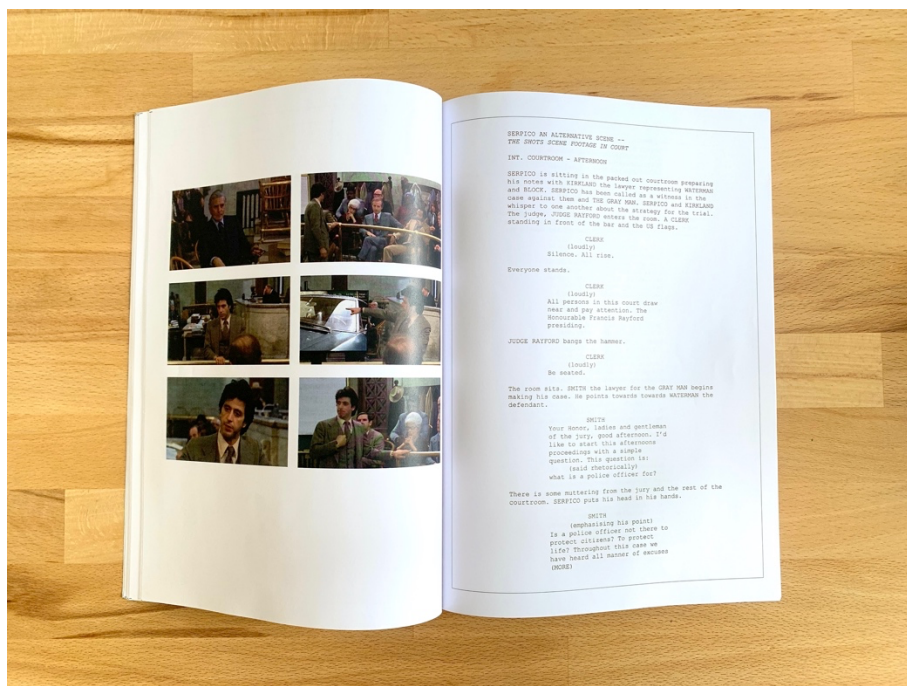 SERPICO AN ALTERNATIVE SCENE --
THE SHOTS SCENE FOOTAGE IN COURT
INT. COURTROOM - AFTERNOON
SERPICO is sitting in the packed out courtroom preparing
his notes with KIRKLAND the lawyer representing WATERMAN
and BLOCK. SERPICO has been called as a witness in the
case against them and THE GRAY MAN. SERPICO and KIRKLAND
whisper to one another about the strategy for the trial.
The judge, JUDGE RAYFORD enters the room. A CLERK
standing in front of the bar and the US flags.
CLERK
(loudly)
Silence. All rise.
Everyone stands.
CLERK
(loudly)
All persons in this court draw
near and pay attention. The
Honourable Francis Rayford
presiding.
JUDGE RAYFORD bangs the hammer.
CLERK
(loudly)
Be seated.
The room sits. SMITH the lawyer for the GRAY MAN begins
making his case. He points towards towards WATERMAN the
defendant.
SMITH
Your Honor, ladies and gentleman
of the jury, good afternoon. I'd
like to start this afternoons
proceedings with a simple
question. This question is:
(said rhetorically)
what is a police officer for?
There is some muttering from the jury and the rest of the
courtroom. SERPICO puts his head in his hands.
SMITH
(emphasising his point)
Is a police officer not there to
protect citizens? To protect
life? Throughout this case we
have heard all manner of excuses
(MORE)